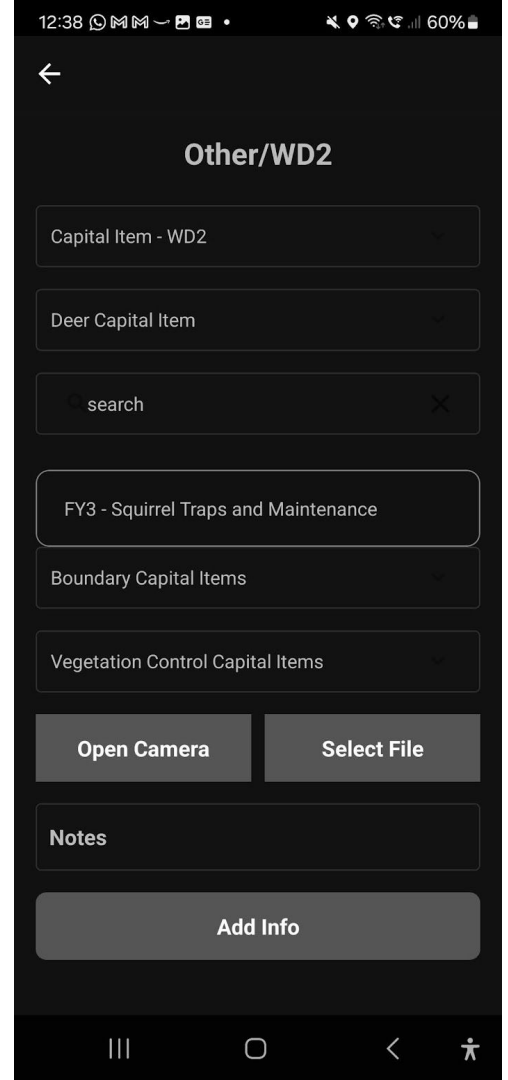 12:38
60%
Other/WD2
Capital Item - WD2
Deer Capital Item
search
FY3 - Squirrel Traps and Maintenance
Boundary Capital Items
Vegetation Control Capital Items
Open Camera
Select File
Notes
Add Info